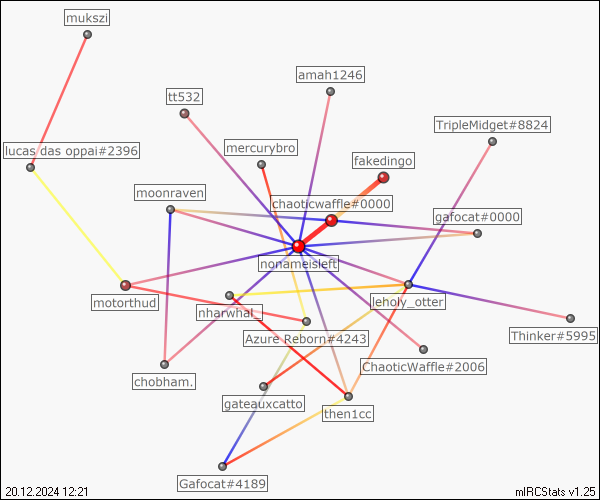 mukszi
amah1246
tt532
TripleMidget#8824
mercurybro
lucas das oppai#2396
fakedingo
moonraven
chaoticwaffle#0000
gafocat#0000
nonameisleft
motorthud
nharwhal_
leholy_otter
Azure Reborn#4243
Thinker#5995
ChaoticWaffle#2006
chobham.
gateauxcatto
then1cc
Gafocat#4189
20.12.2024 12:21
mIRCStats v1.25